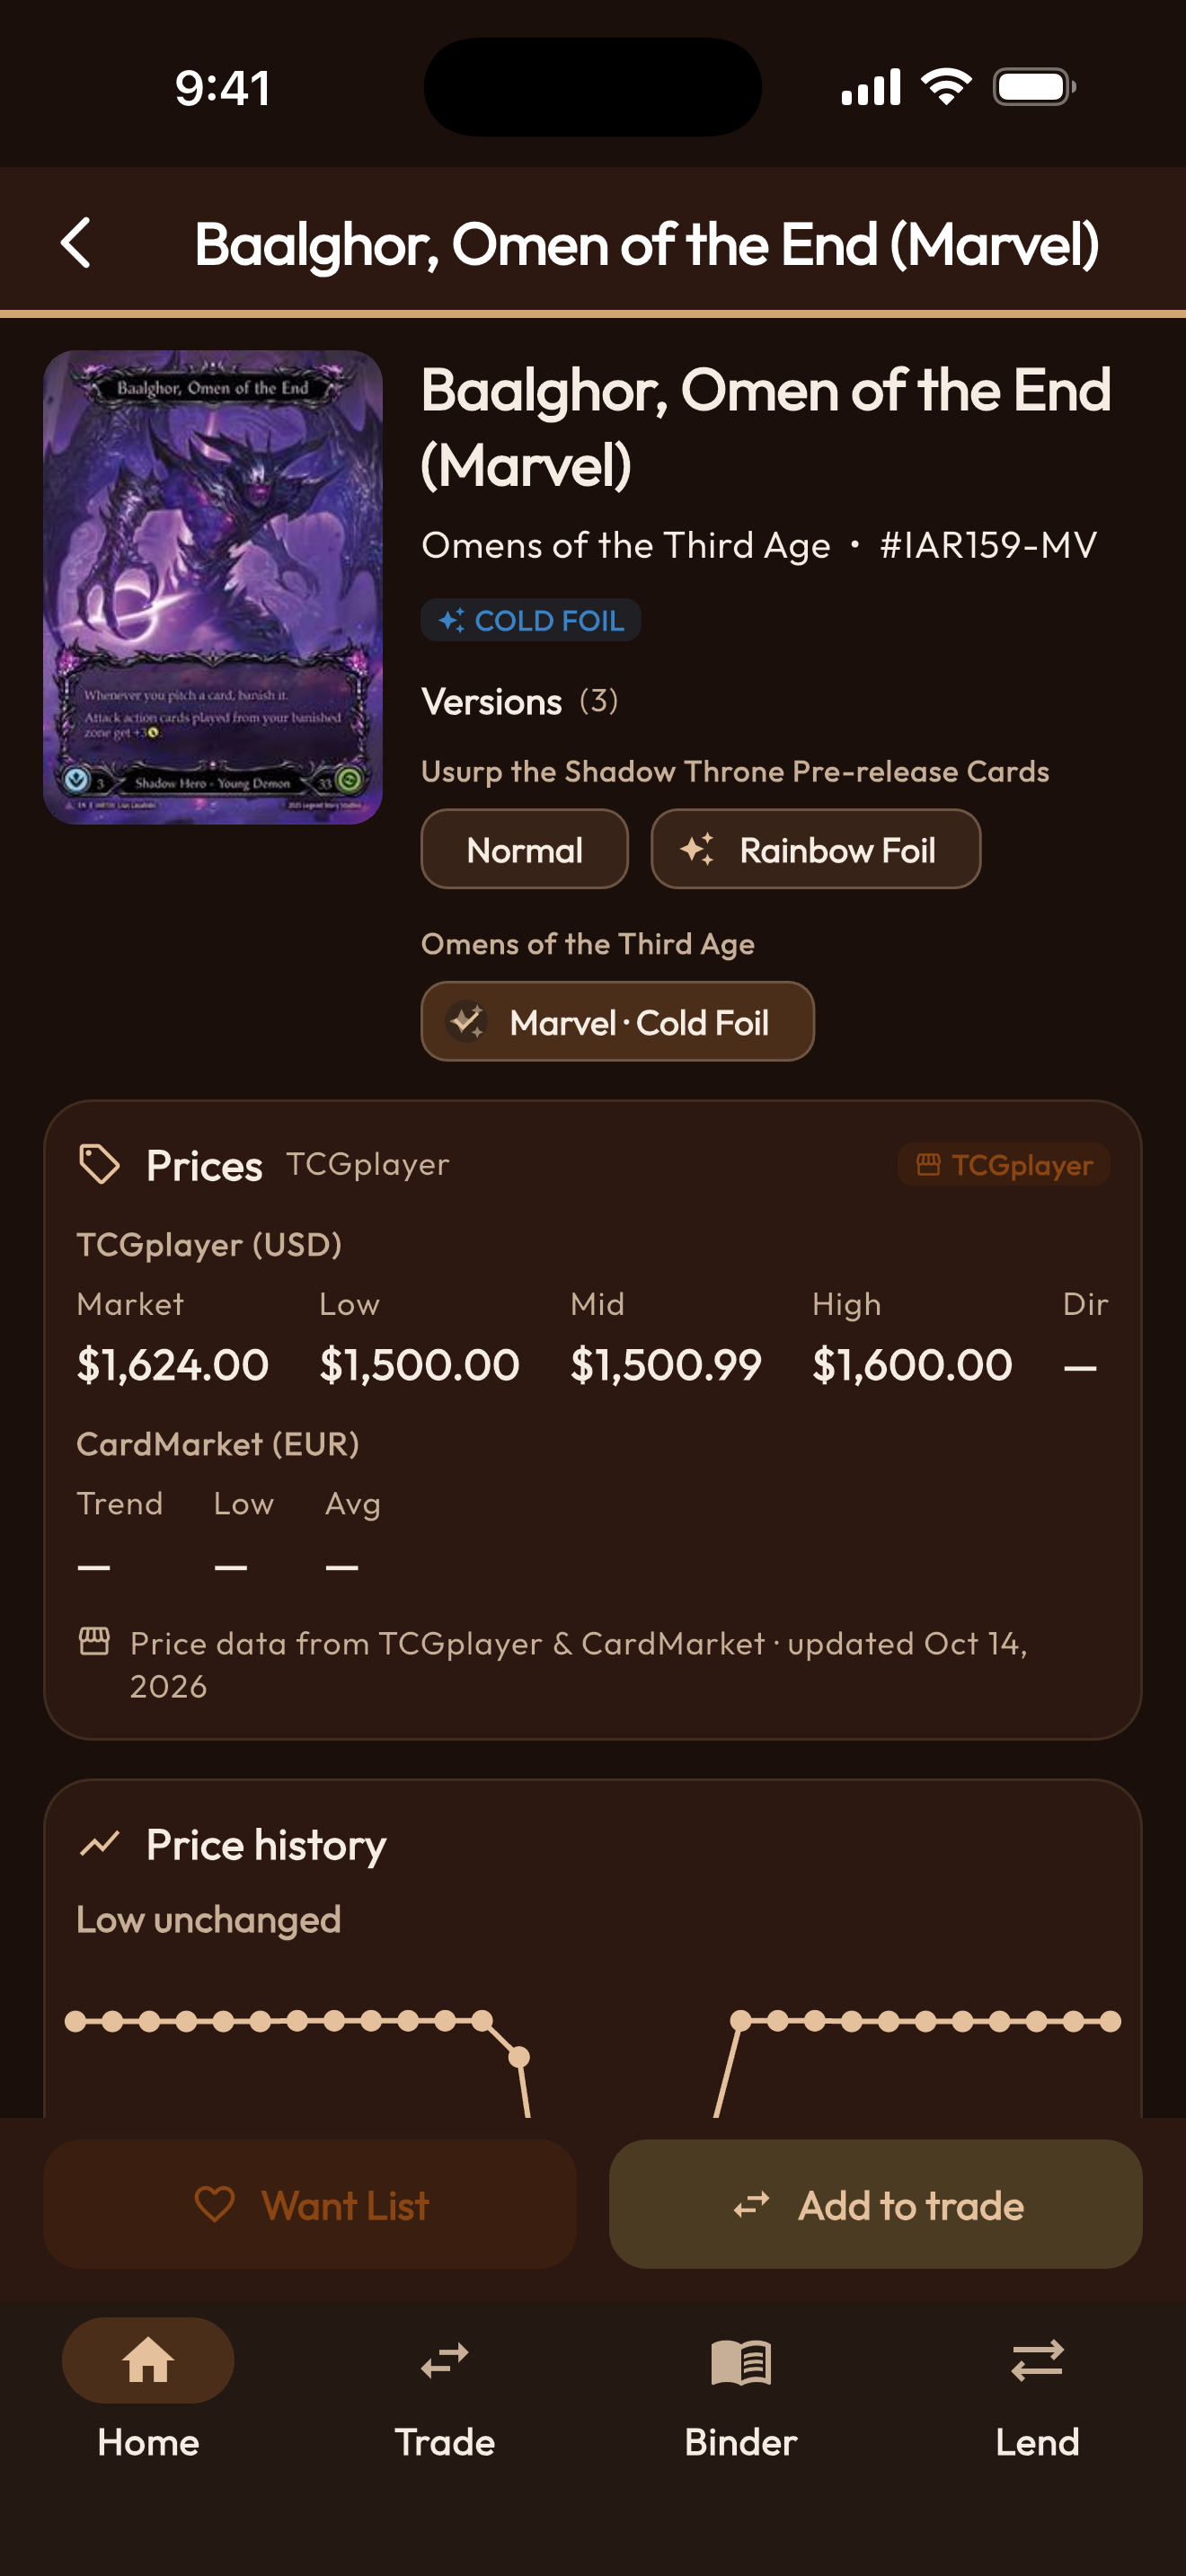 9:41
Baalghor, Omen of the End (Marvel)
Baalghor, Omen of the End
Whenever you pitch a card, banish it.
Attack action cards played from your banished
zone get +3
3
Shadow Hero - Young Demon
33
Baalghor, Omen of the End
(Marvel)
Omens of the Third Age • #IAR159-MV
COLD FOIL
Versions (3)
Usurp the Shadow Throne Pre-release Cards
Normal
Rainbow Foil
Omens of the Third Age
Marvel · Cold Foil
Prices TCGplayer
TCGplayer
TCGplayer (USD)
Market Low Mid High Dir
$1,624.00 $1,500.00 $1,500.99 $1,600.00 —
CardMarket (EUR)
Trend Low Avg
— — —
Price data from TCGplayer & CardMarket · updated Oct 14,
2026
Price history
Low unchanged
Want List
Add to trade
Home Trade Binder Lend